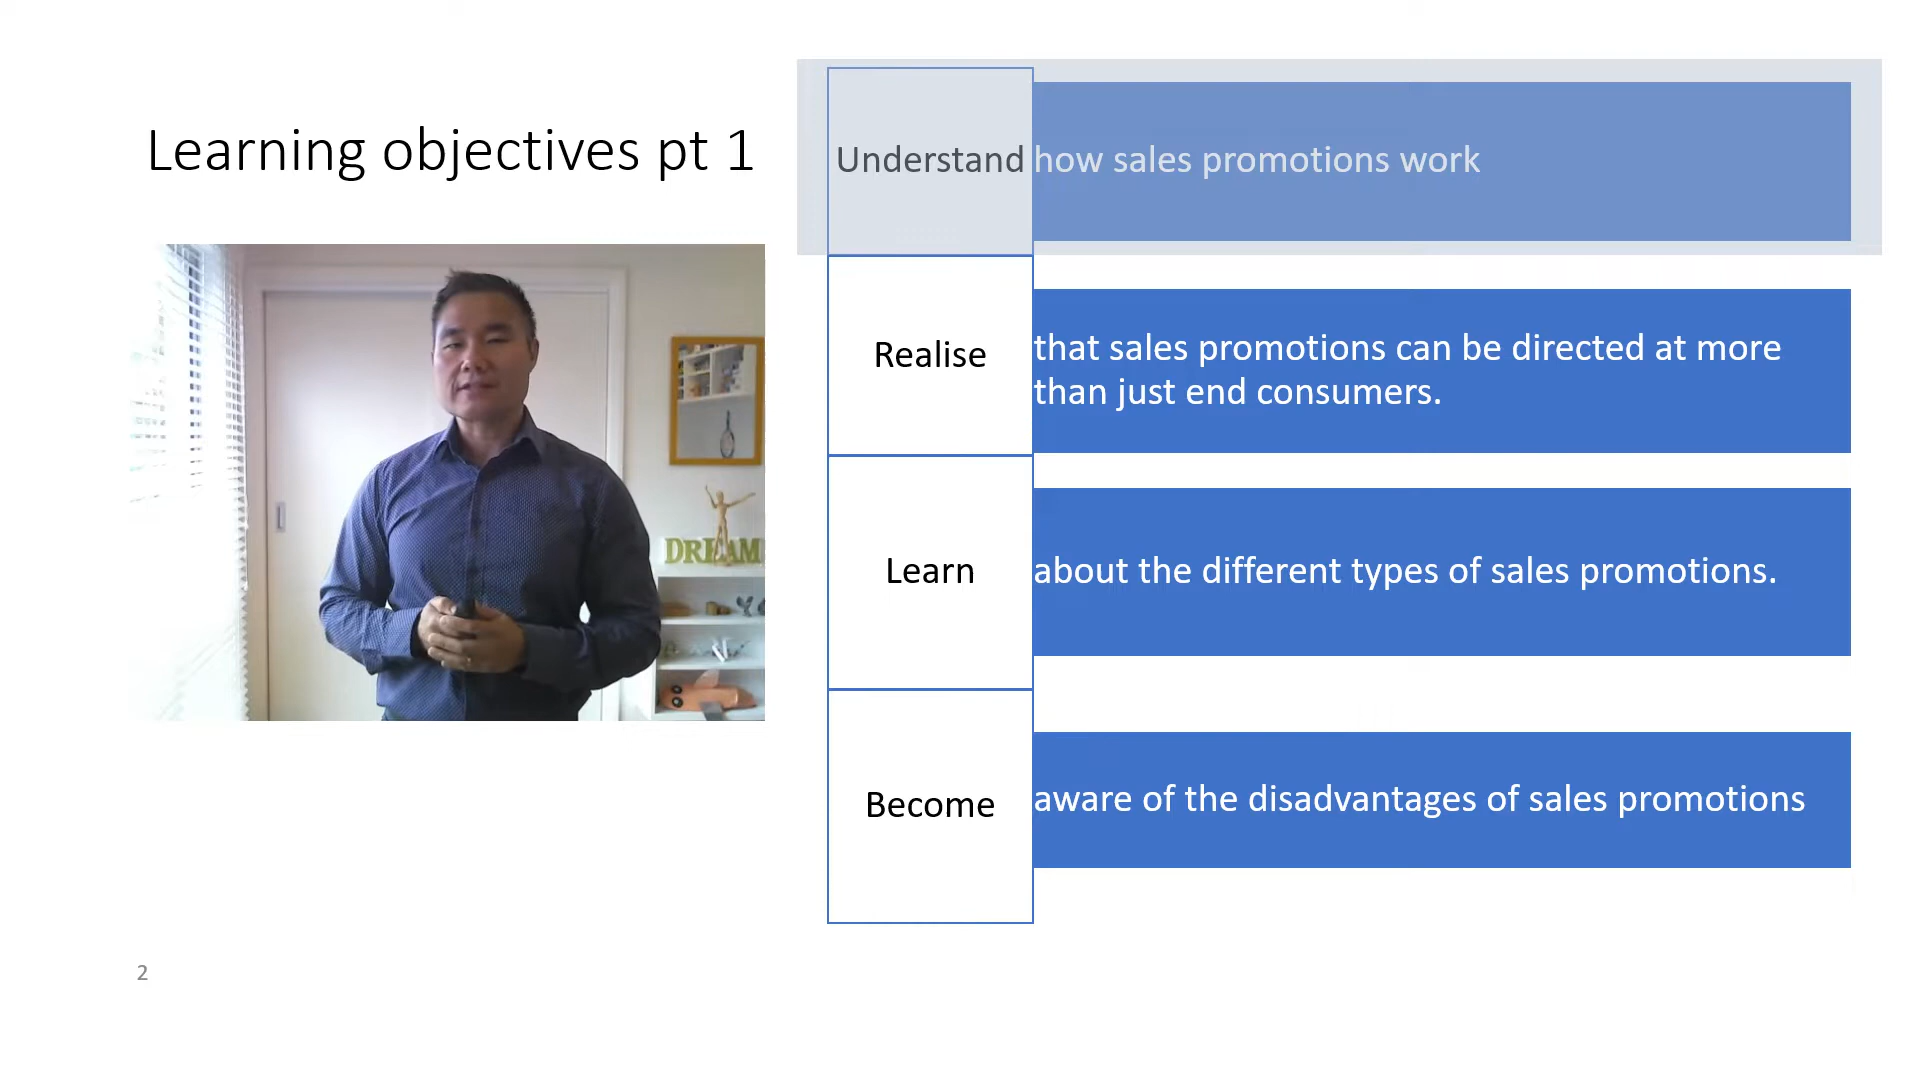 Learning objectives pt 1
Understand how sales promotions work
Realise
that sales promotions can be directed at more
than just end consumers.
Learn about the different types of sales promotions.
Become aware of the disadvantages of sales promotions
DREAM
2